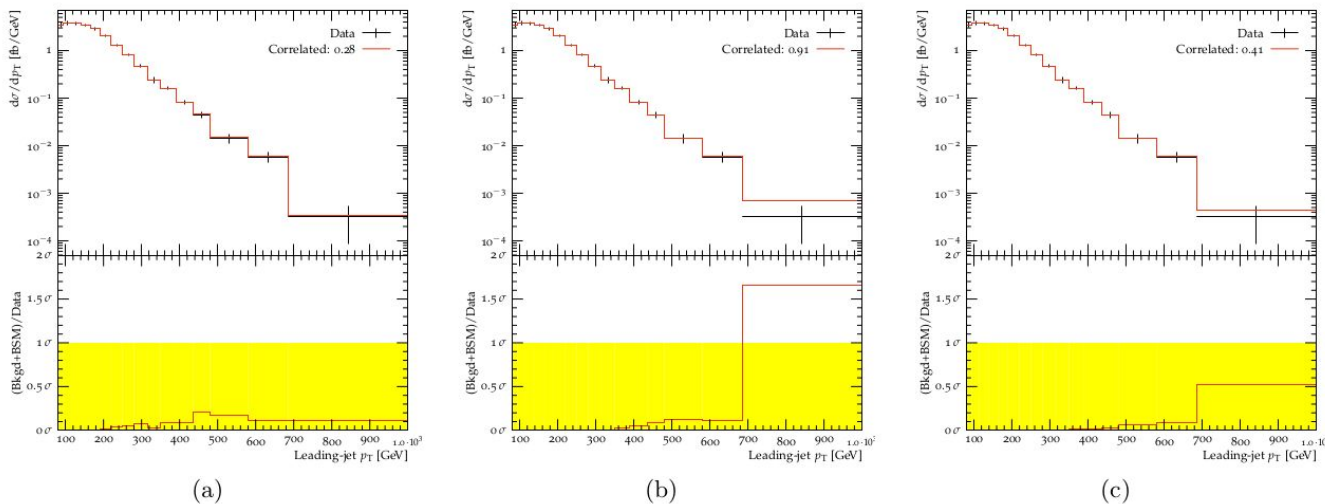 dσ/dpT [fb/GeV]
1
10⁻¹
10⁻²
10⁻³
10⁻⁴
Data
Correlated: 0.28
(Bkgd+BSM)/Data
2σ
1.5σ
1σ
0.5σ
0σ
100 200 300 400 500 600 700 800 900 1.0·10³
Leading-jet pT [GeV]
(a)
dσ/dpT [fb/GeV]
1
10⁻¹
10⁻²
10⁻³
10⁻⁴
Data
Correlated: 0.91
(Bkgd+BSM)/Data
2σ
1.5σ
1σ
0.5σ
0σ
100 200 300 400 500 600 700 800 900
Leading-jet pT [GeV]
(b)
dσ/dpT [fb/GeV]
1
10⁻¹
10⁻²
10⁻³
10⁻⁴
Data
Correlated: 0.41
(Bkgd+BSM)/Data
2σ
1.5σ
1σ
0.5σ
0σ
100 200 300 400 500 600 700 800 900
Leading-jet pT [GeV]
(c)